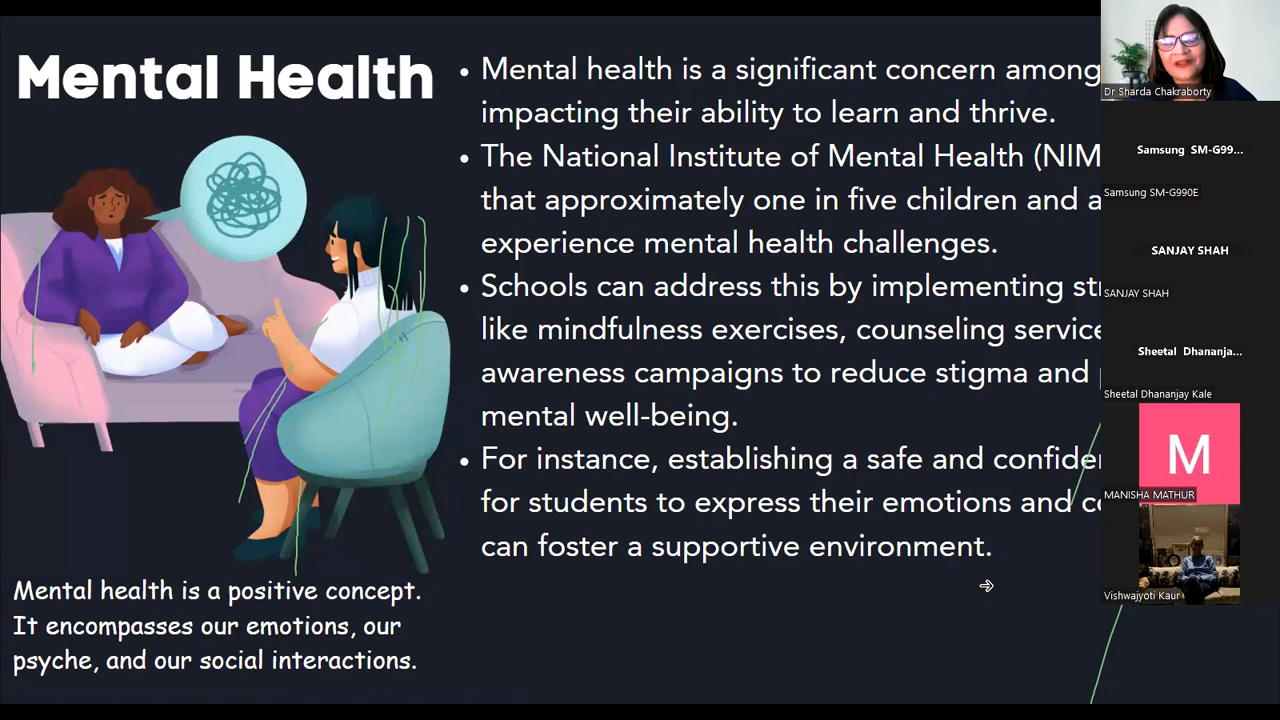 Mental Health
Mental health is a significant concern among
impacting their ability to learn and thrive.
The National Institute of Mental Health (NIM
that approximately one in five children and a
experience mental health challenges.
Schools can address this by implementing st
like mindfulness exercises, counseling service
awareness campaigns to reduce stigma and
mental well-being.
For instance, establishing a safe and confide
for students to express their emotions and c
can foster a supportive environment.
Mental health is a positive concept.
It encompasses our emotions, our
psyche, and our social interactions.
Dr Sharda Chakraborty
Samsung SM-G99...
Samsung SM-G990E
SANJAY SHAH
SANJAY SHAH
Sheetal Dhananja...
Sheetal Dhananjay Kale
M
MANISHA MATHUR
Vishwajyoti Kaur